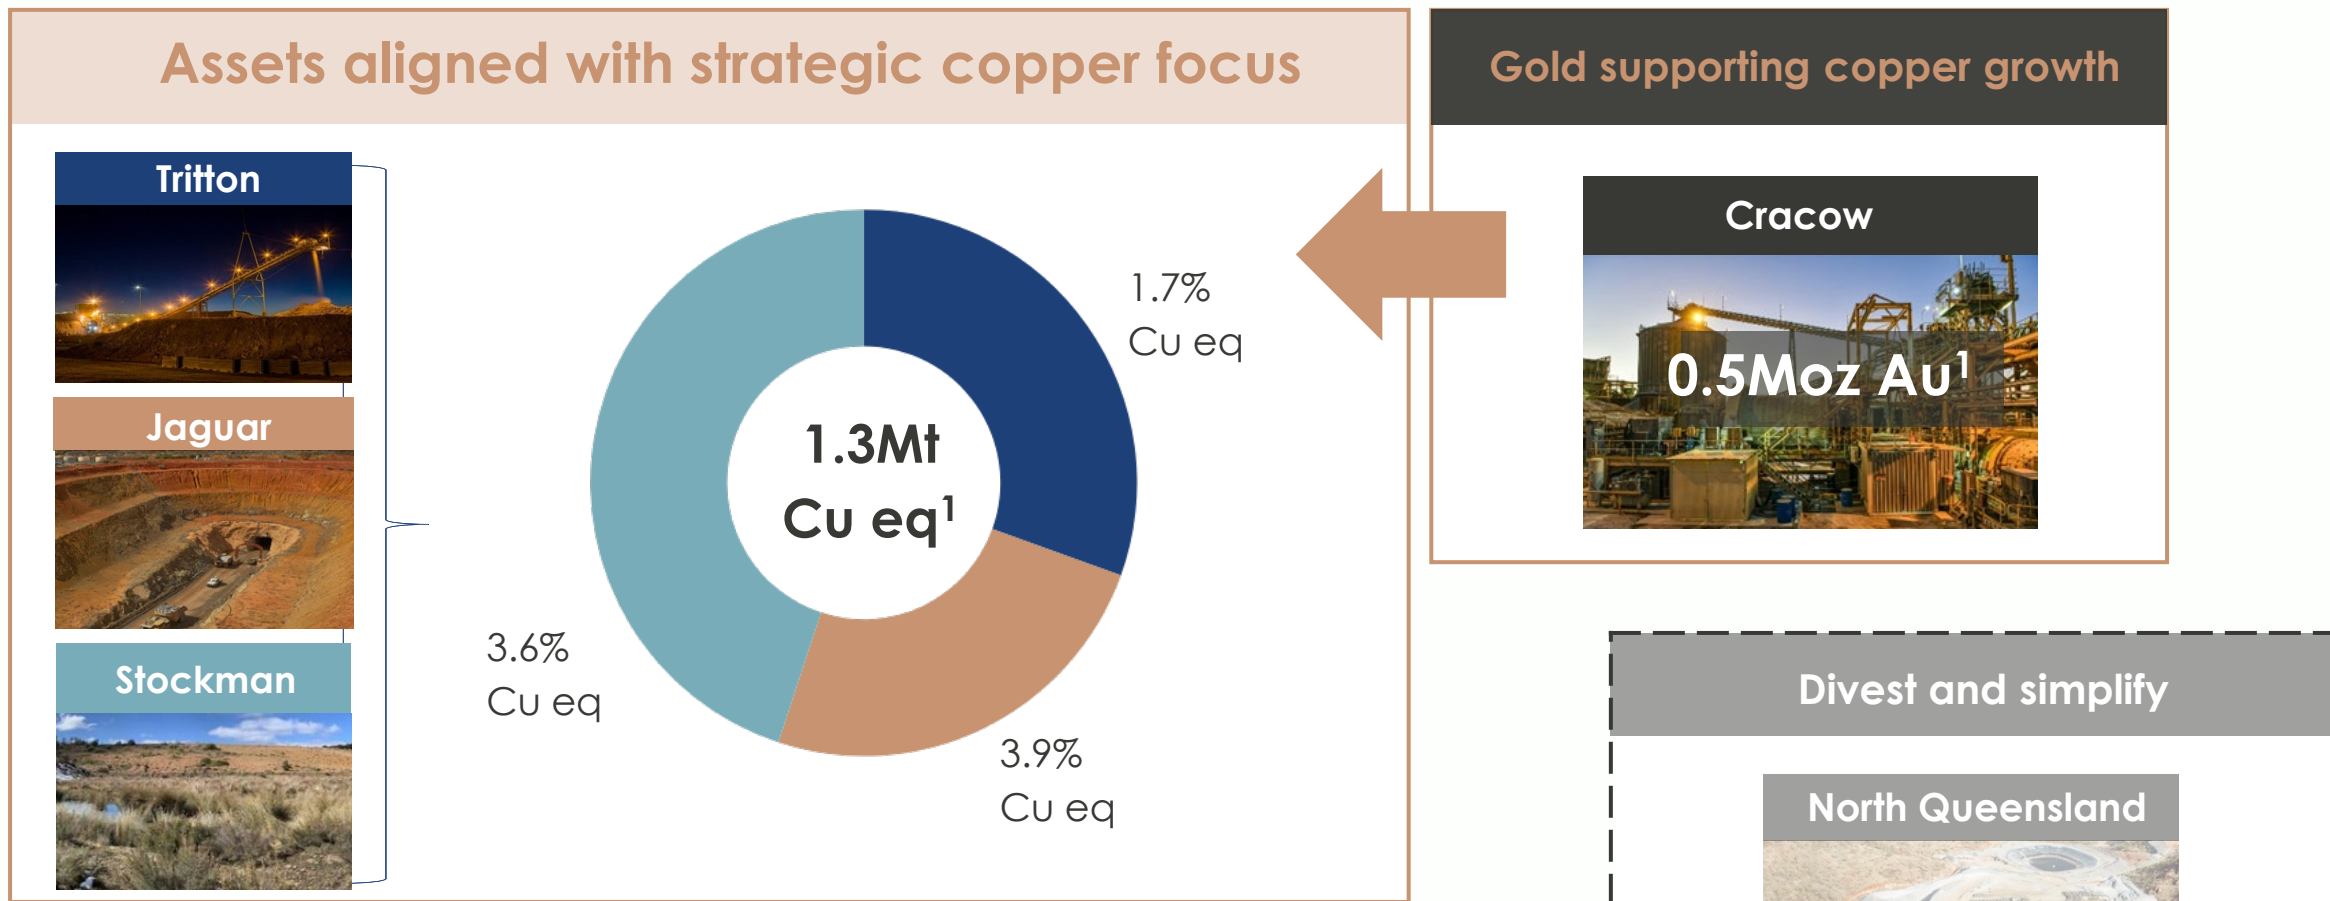 Assets aligned with strategic copper focus
Tritton
Jaguar
Stockman
1.7%
Cu eq
3.9%
Cu eq
3.6%
Cu eq
1.3Mt
Cu eq¹
Gold supporting copper growth
Cracow
0.5Moz Au¹
Divest and simplify
North Queensland